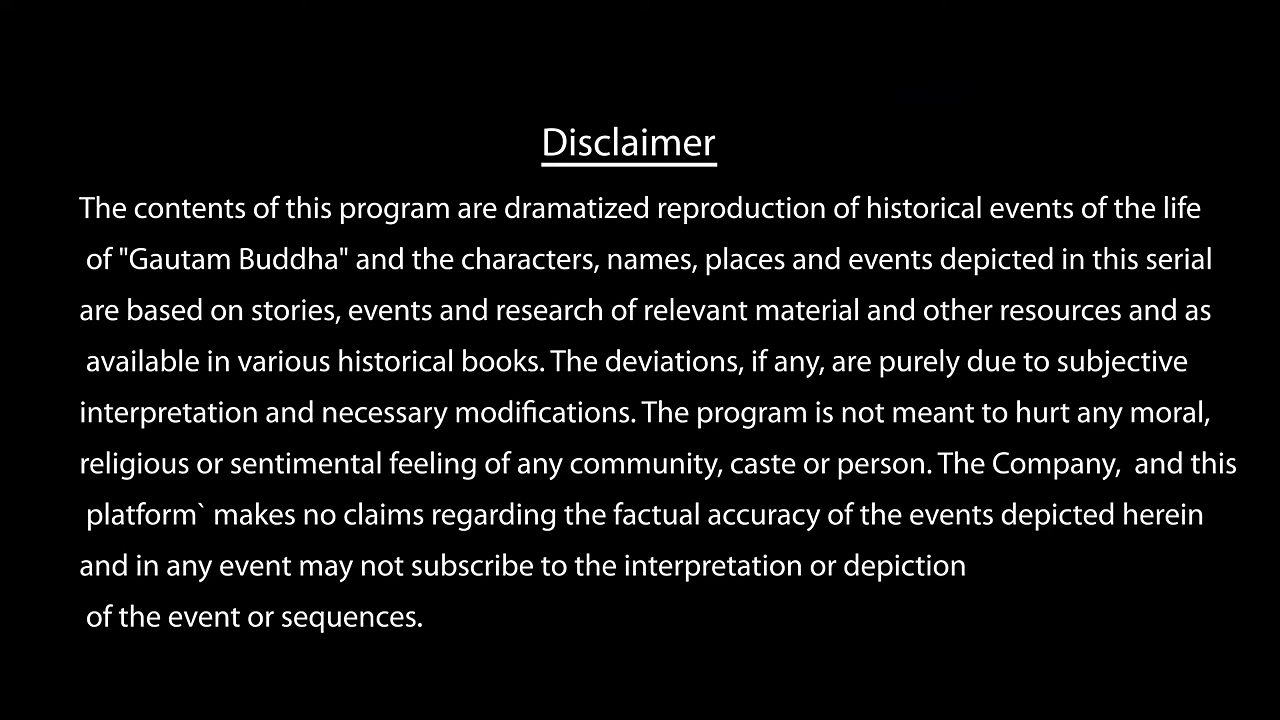 Disclaimer
The contents of this program are dramatized reproduction of historical events of the life
of "Gautam Buddha" and the characters, names, places and events depicted in this serial
are based on stories, events and research of relevant material and other resources and as
available in various historical books. The deviations, if any, are purely due to subjective
interpretation and necessary modifications. The program is not meant to hurt any moral,
religious or sentimental feeling of any community, caste or person. The Company,  and this
platform` makes no claims regarding the factual accuracy of the events depicted herein
and in any event may not subscribe to the interpretation or depiction
of the event or sequences.